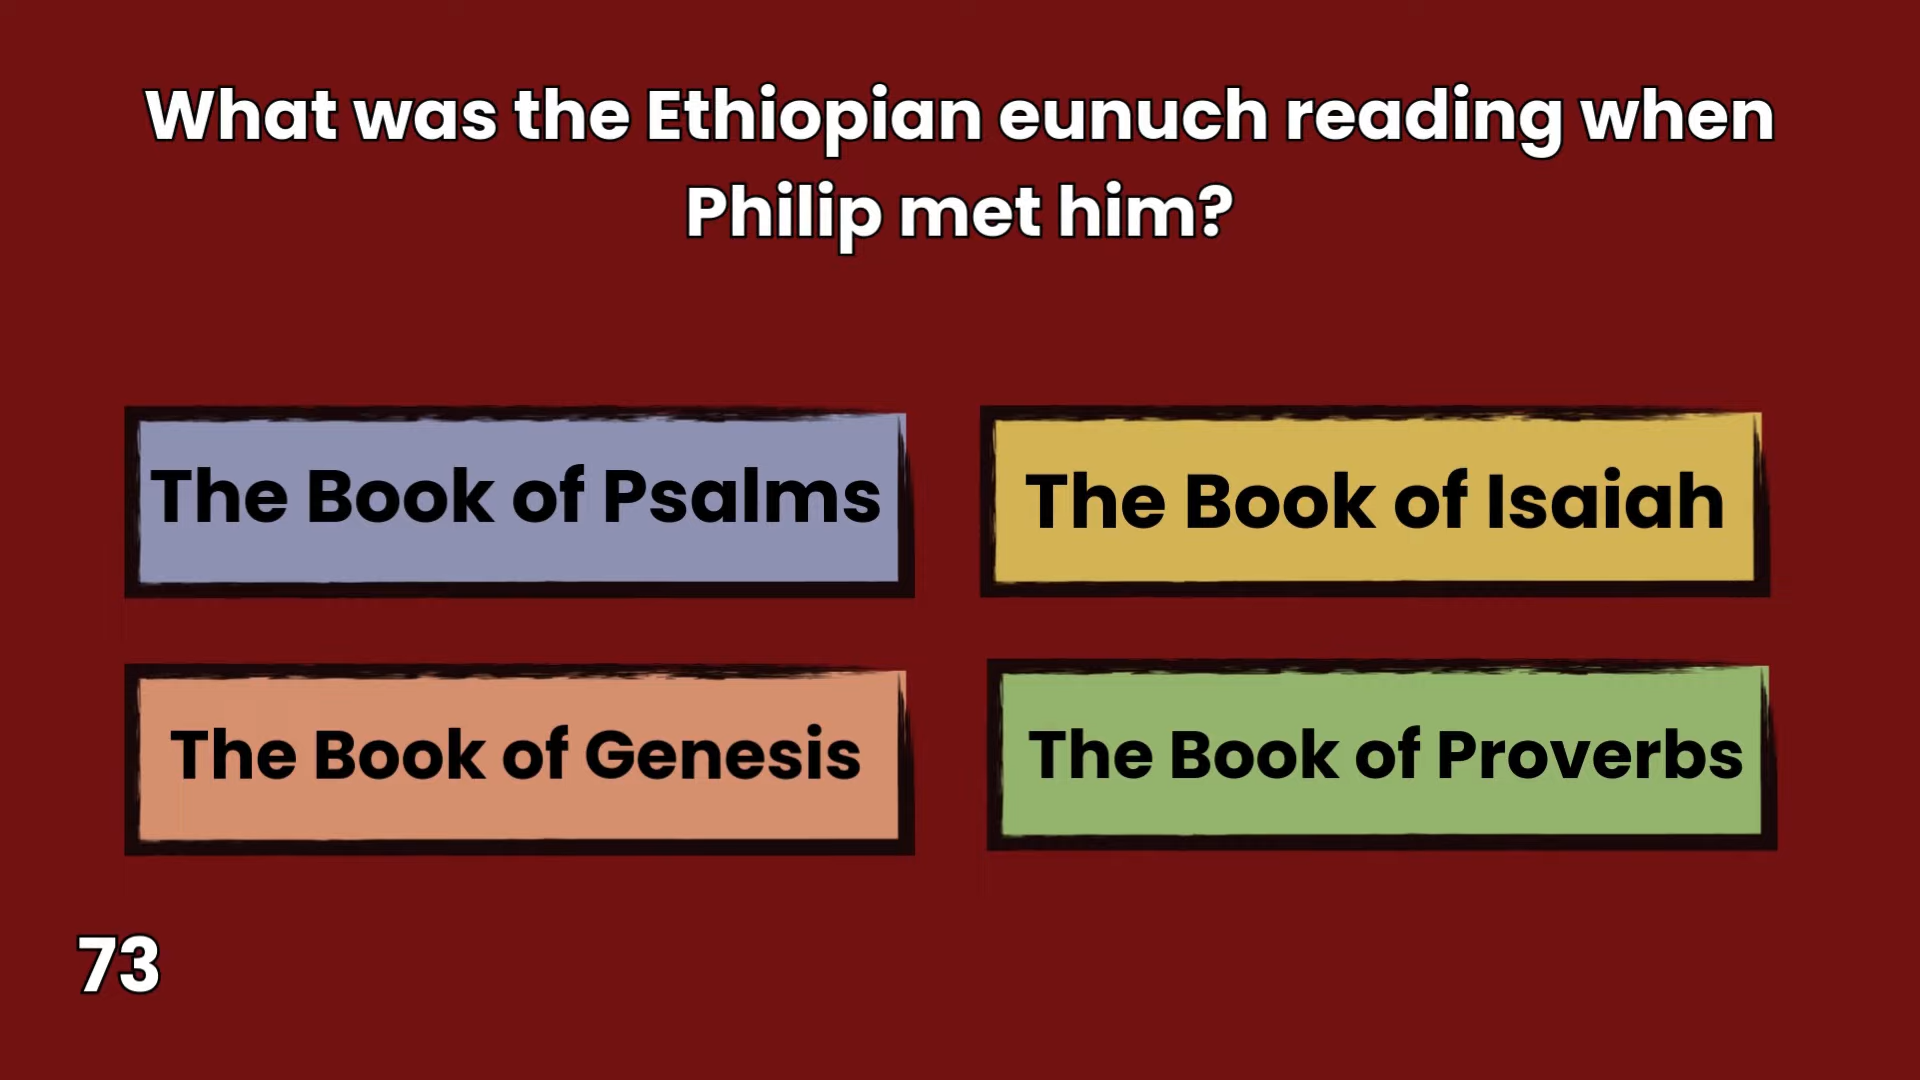 What was the Ethiopian eunuch reading when
Philip met him?
The Book of Psalms
The Book of Isaiah
The Book of Genesis
The Book of Proverbs
73